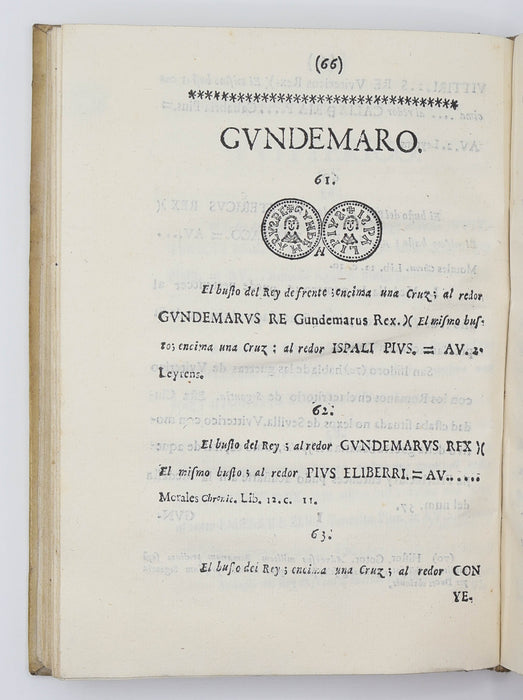 (66)
GVNDEMARO.
61.
El busto del Rey de frente; encima una Cruz; al redor
GVNDEMARVS RE Gundemarus Rex. )( El mismo bus-
to; encima una Cruz; al redor ISPALI PIVS. = AV. 2.
Leyrens.
62.
El busto del Rey; al redor GVNDEMARVS REX )(
El mismo busto; al redor PIVS ELIBERRI. = AV......
Morales Chronic. Lib. 12. c. 11.
63.
El busto del Rey; encima una Cruz; al redor CON
YE-